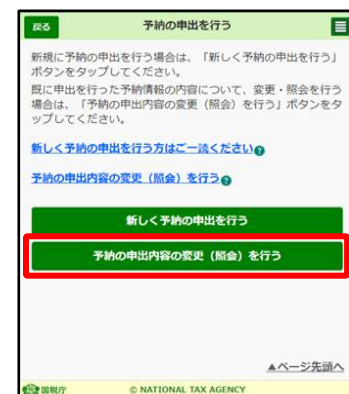 戻る 予納の申出を行う
新規に予納の申出を行う場合は、「新しく予納の申出を行う」
ボタンをタップしてください。
既に申出を行った予納情報の内容について、変更・照会を行う
場合は、「予納の申出内容の変更（照会）を行う」ボタンをタ
ップしてください。
新しく予納の申出を行う方はご一読ください?
予納の申出内容の変更（照会）を行う?
新しく予納の申出を行う
予納の申出内容の変更（照会）を行う
▲ページ先頭へ
国税庁 © NATIONAL TAX AGENCY